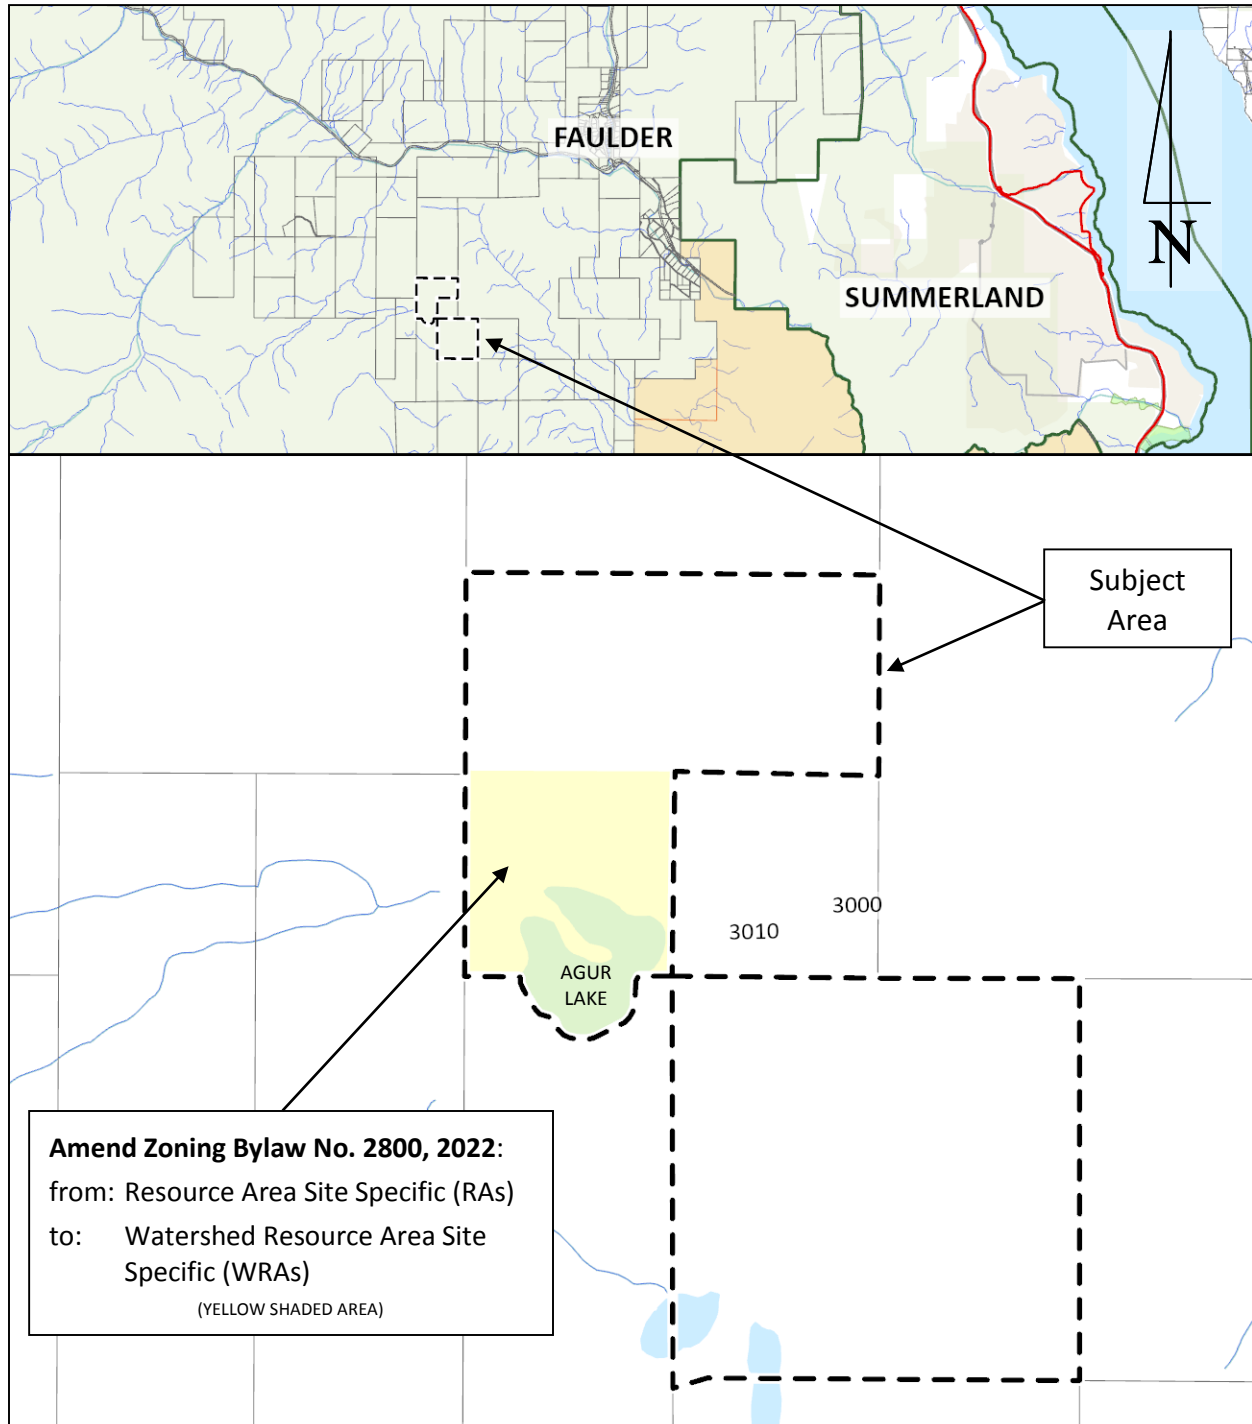 FAULDER
N
SUMMERLAND
Subject
Area
3000
3010
AGUR
LAKE
Amend Zoning Bylaw No. 2800, 2022:
from: Resource Area Site Specific (RAs)
to: Watershed Resource Area Site
Specific (WRAs)
(YELLOW SHADED AREA)